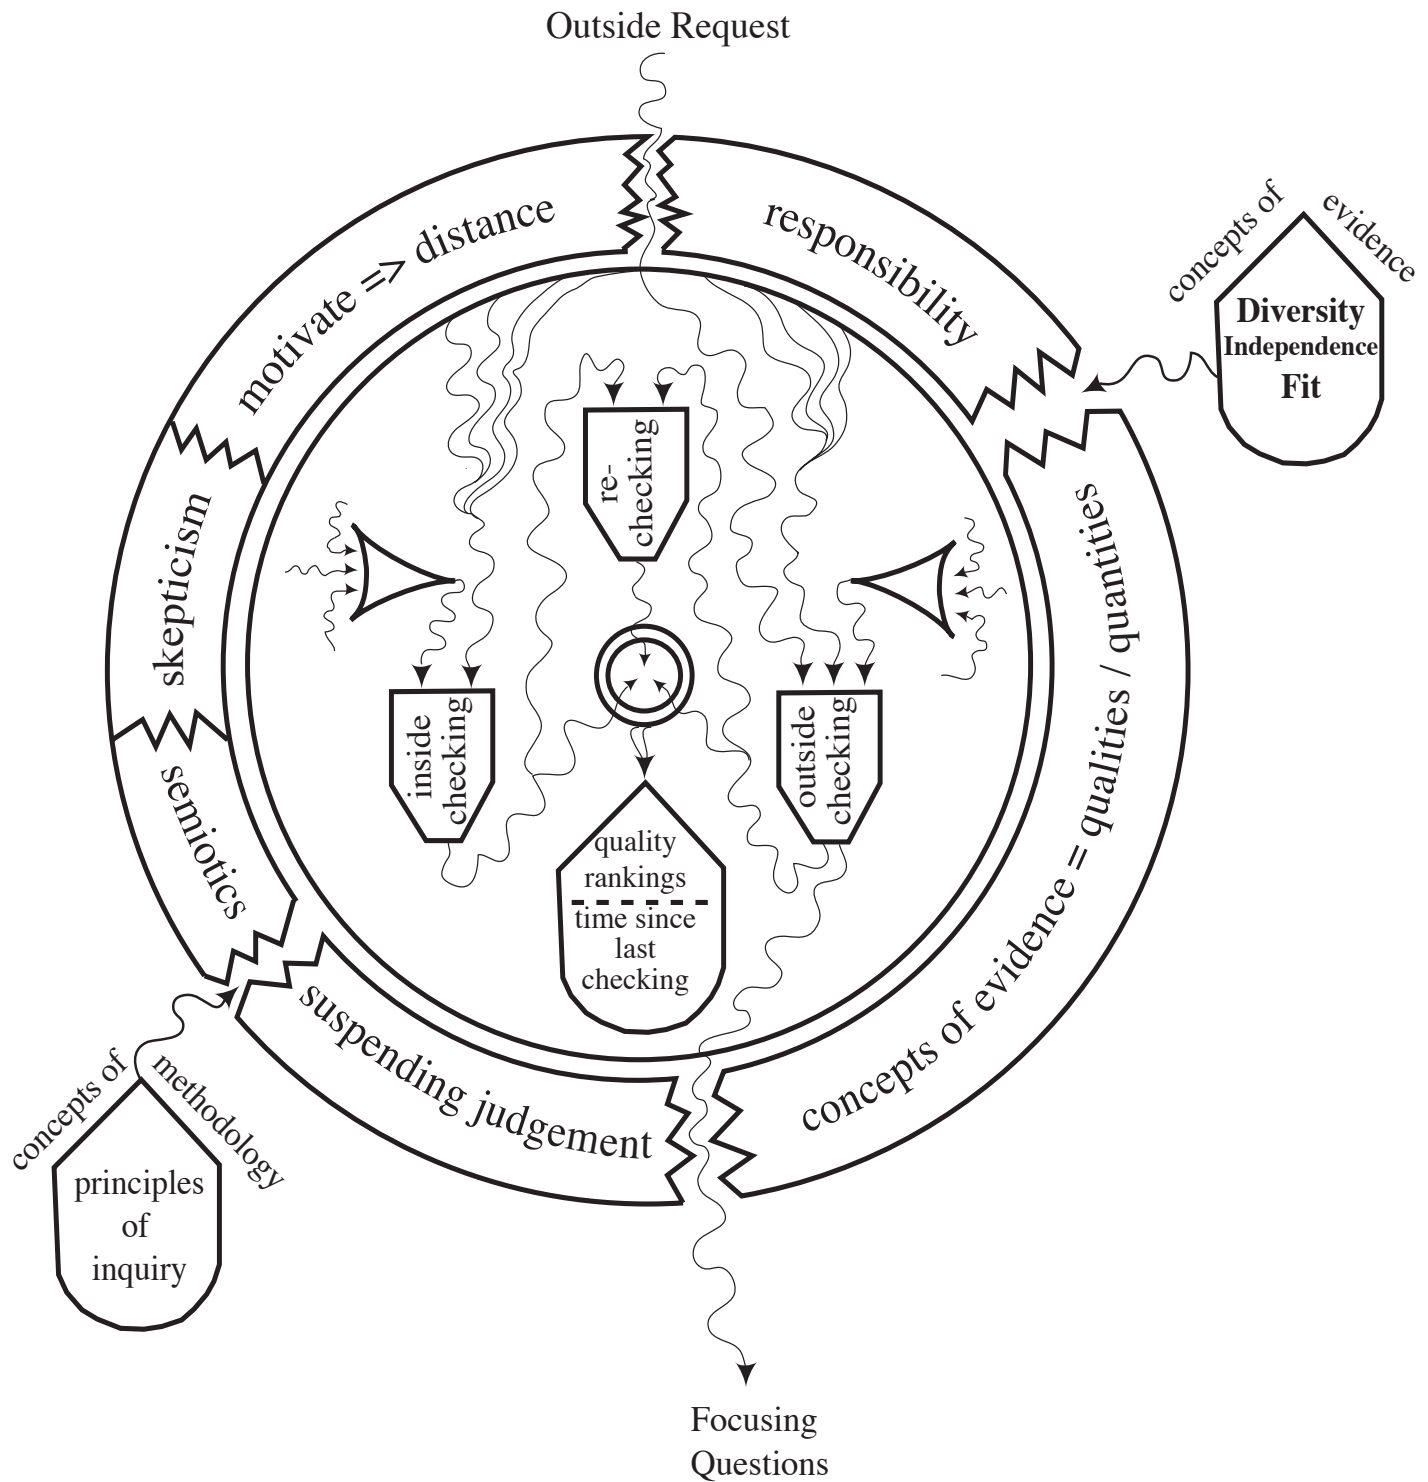 Outside Request
motivate => distance
responsibility
concepts of
evidence
Diversity
Independence
Fit
re-
checking
skepticism
concepts of evidence = qualities / quantities
inside
checking
outside
checking
semiotics
quality
rankings
time since
last
checking
suspending judgement
concepts of
methodology
principles
of
inquiry
Focusing
Questions